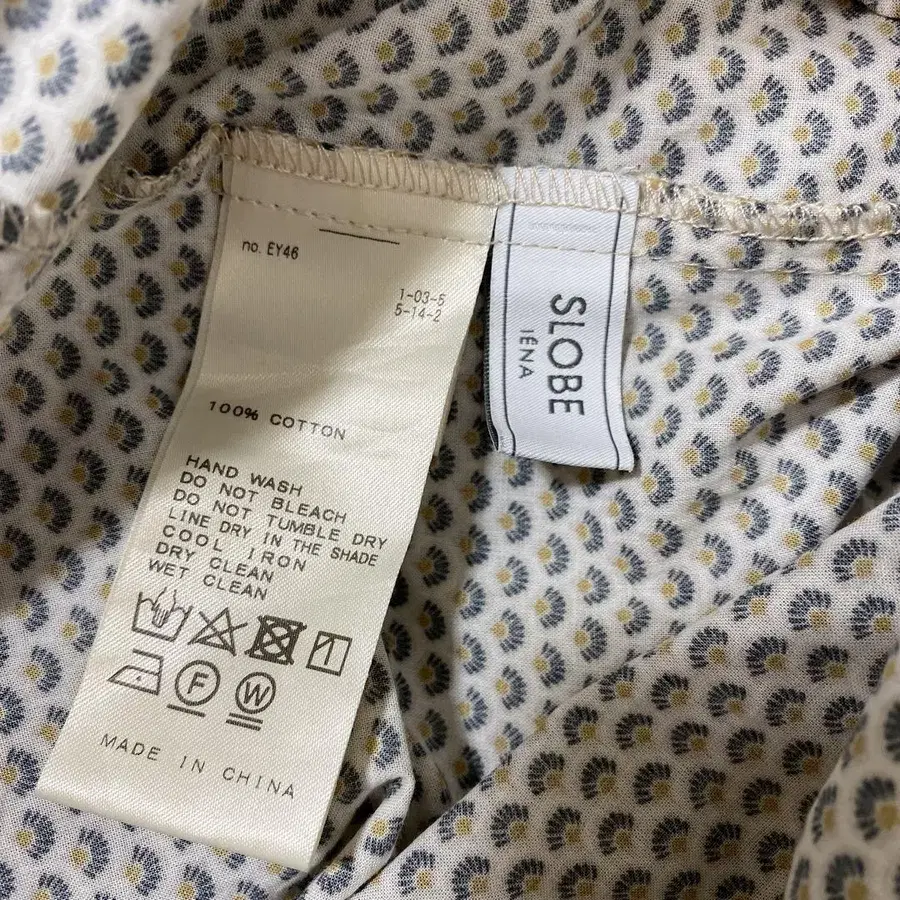 no. EY46
1-03-5
5-14-2
100% COTTON
HAND WASH
DO NOT BLEACH
DO NOT TUMBLE DRY
LINE DRY IN THE SHADE
COOL IRON
DRY CLEAN
WET CLEAN
F
W
MADE IN CHINA
SLOBE
IÉNA